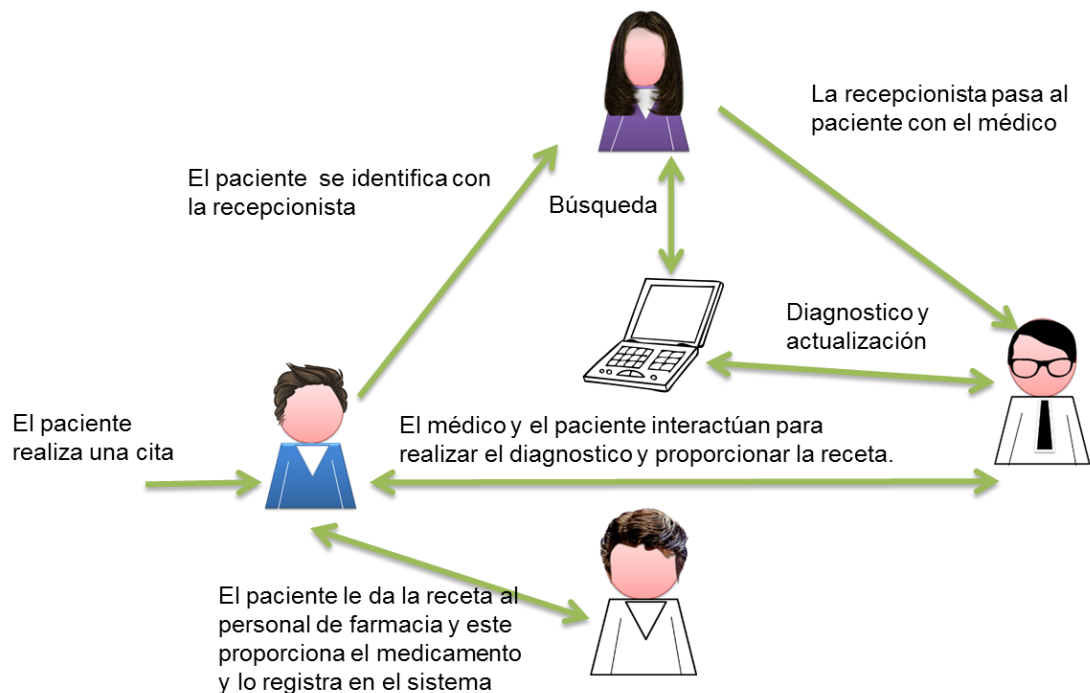 La recepcionista pasa al
paciente con el médico
El paciente se identifica con
la recepcionista
Búsqueda
Diagnostico y
actualización
El paciente
realiza una cita
El médico y el paciente interactúan para
realizar el diagnostico y proporcionar la receta.
El paciente le da la receta al
personal de farmacia y este
proporciona el medicamento
y lo registra en el sistema